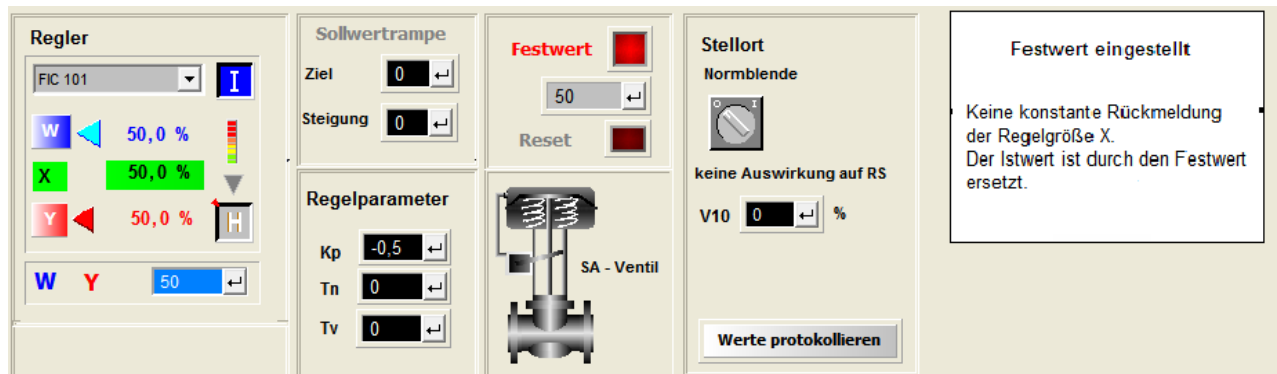 Regler
FIC 101
I
W 50,0 %
X 50,0 %
Y 50,0 %
H
W Y 50
Sollwertrampe
Ziel 0
Steigung 0
Regelparameter
Kp -0,5
Tn 0
Tv 0
Festwert
50
Reset
SA - Ventil
Stellort
Normblende
O I
keine Auswirkung auf RS
V10 0 %
Werte protokollieren
Festwert eingestellt
Keine konstante Rückmeldung
der Regelgröße X.
Der Istwert ist durch den Festwert
ersetzt.